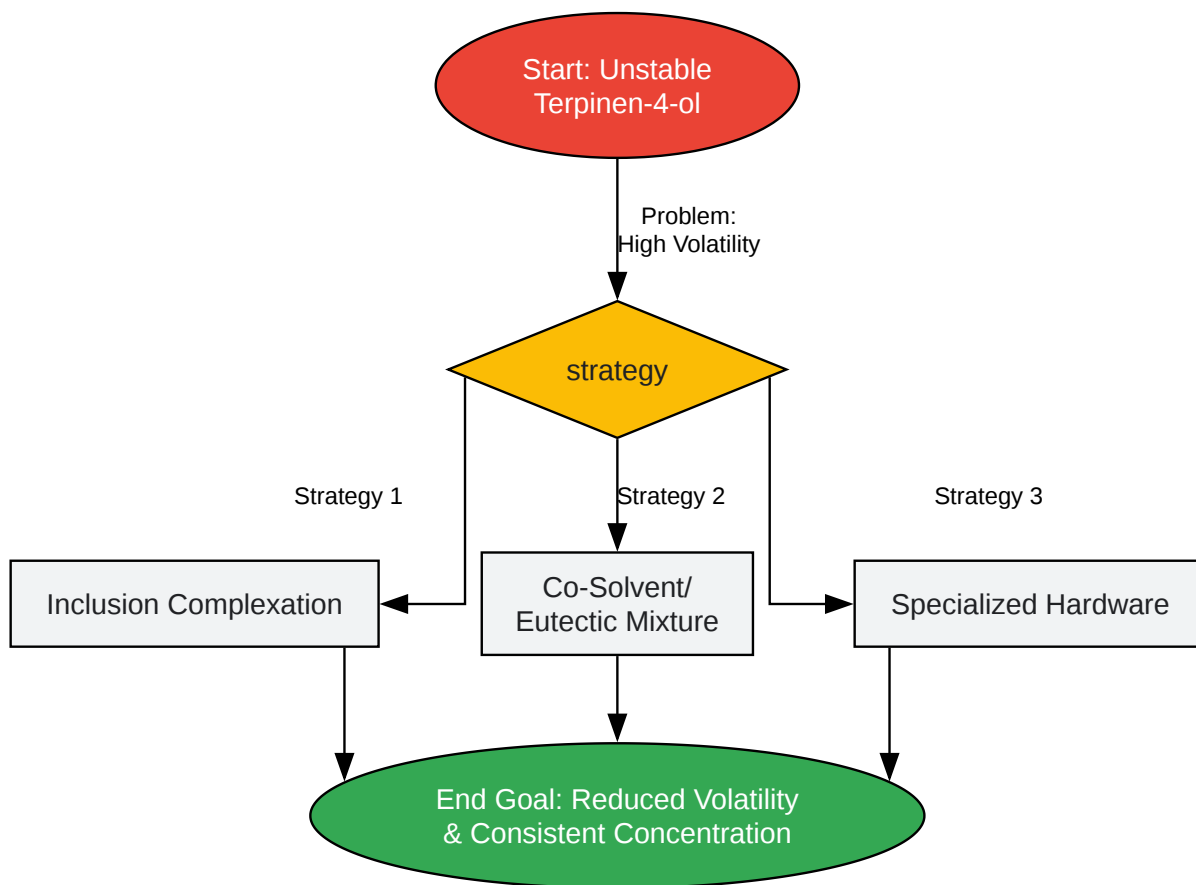 Start: Unstable
Terpinen-4-ol
Problem:
High Volatility
strategy
Strategy 1
Strategy 2
Strategy 3
Inclusion Complexation
Co-Solvent/
Eutectic Mixture
Specialized Hardware
End Goal: Reduced Volatility
& Consistent Concentration